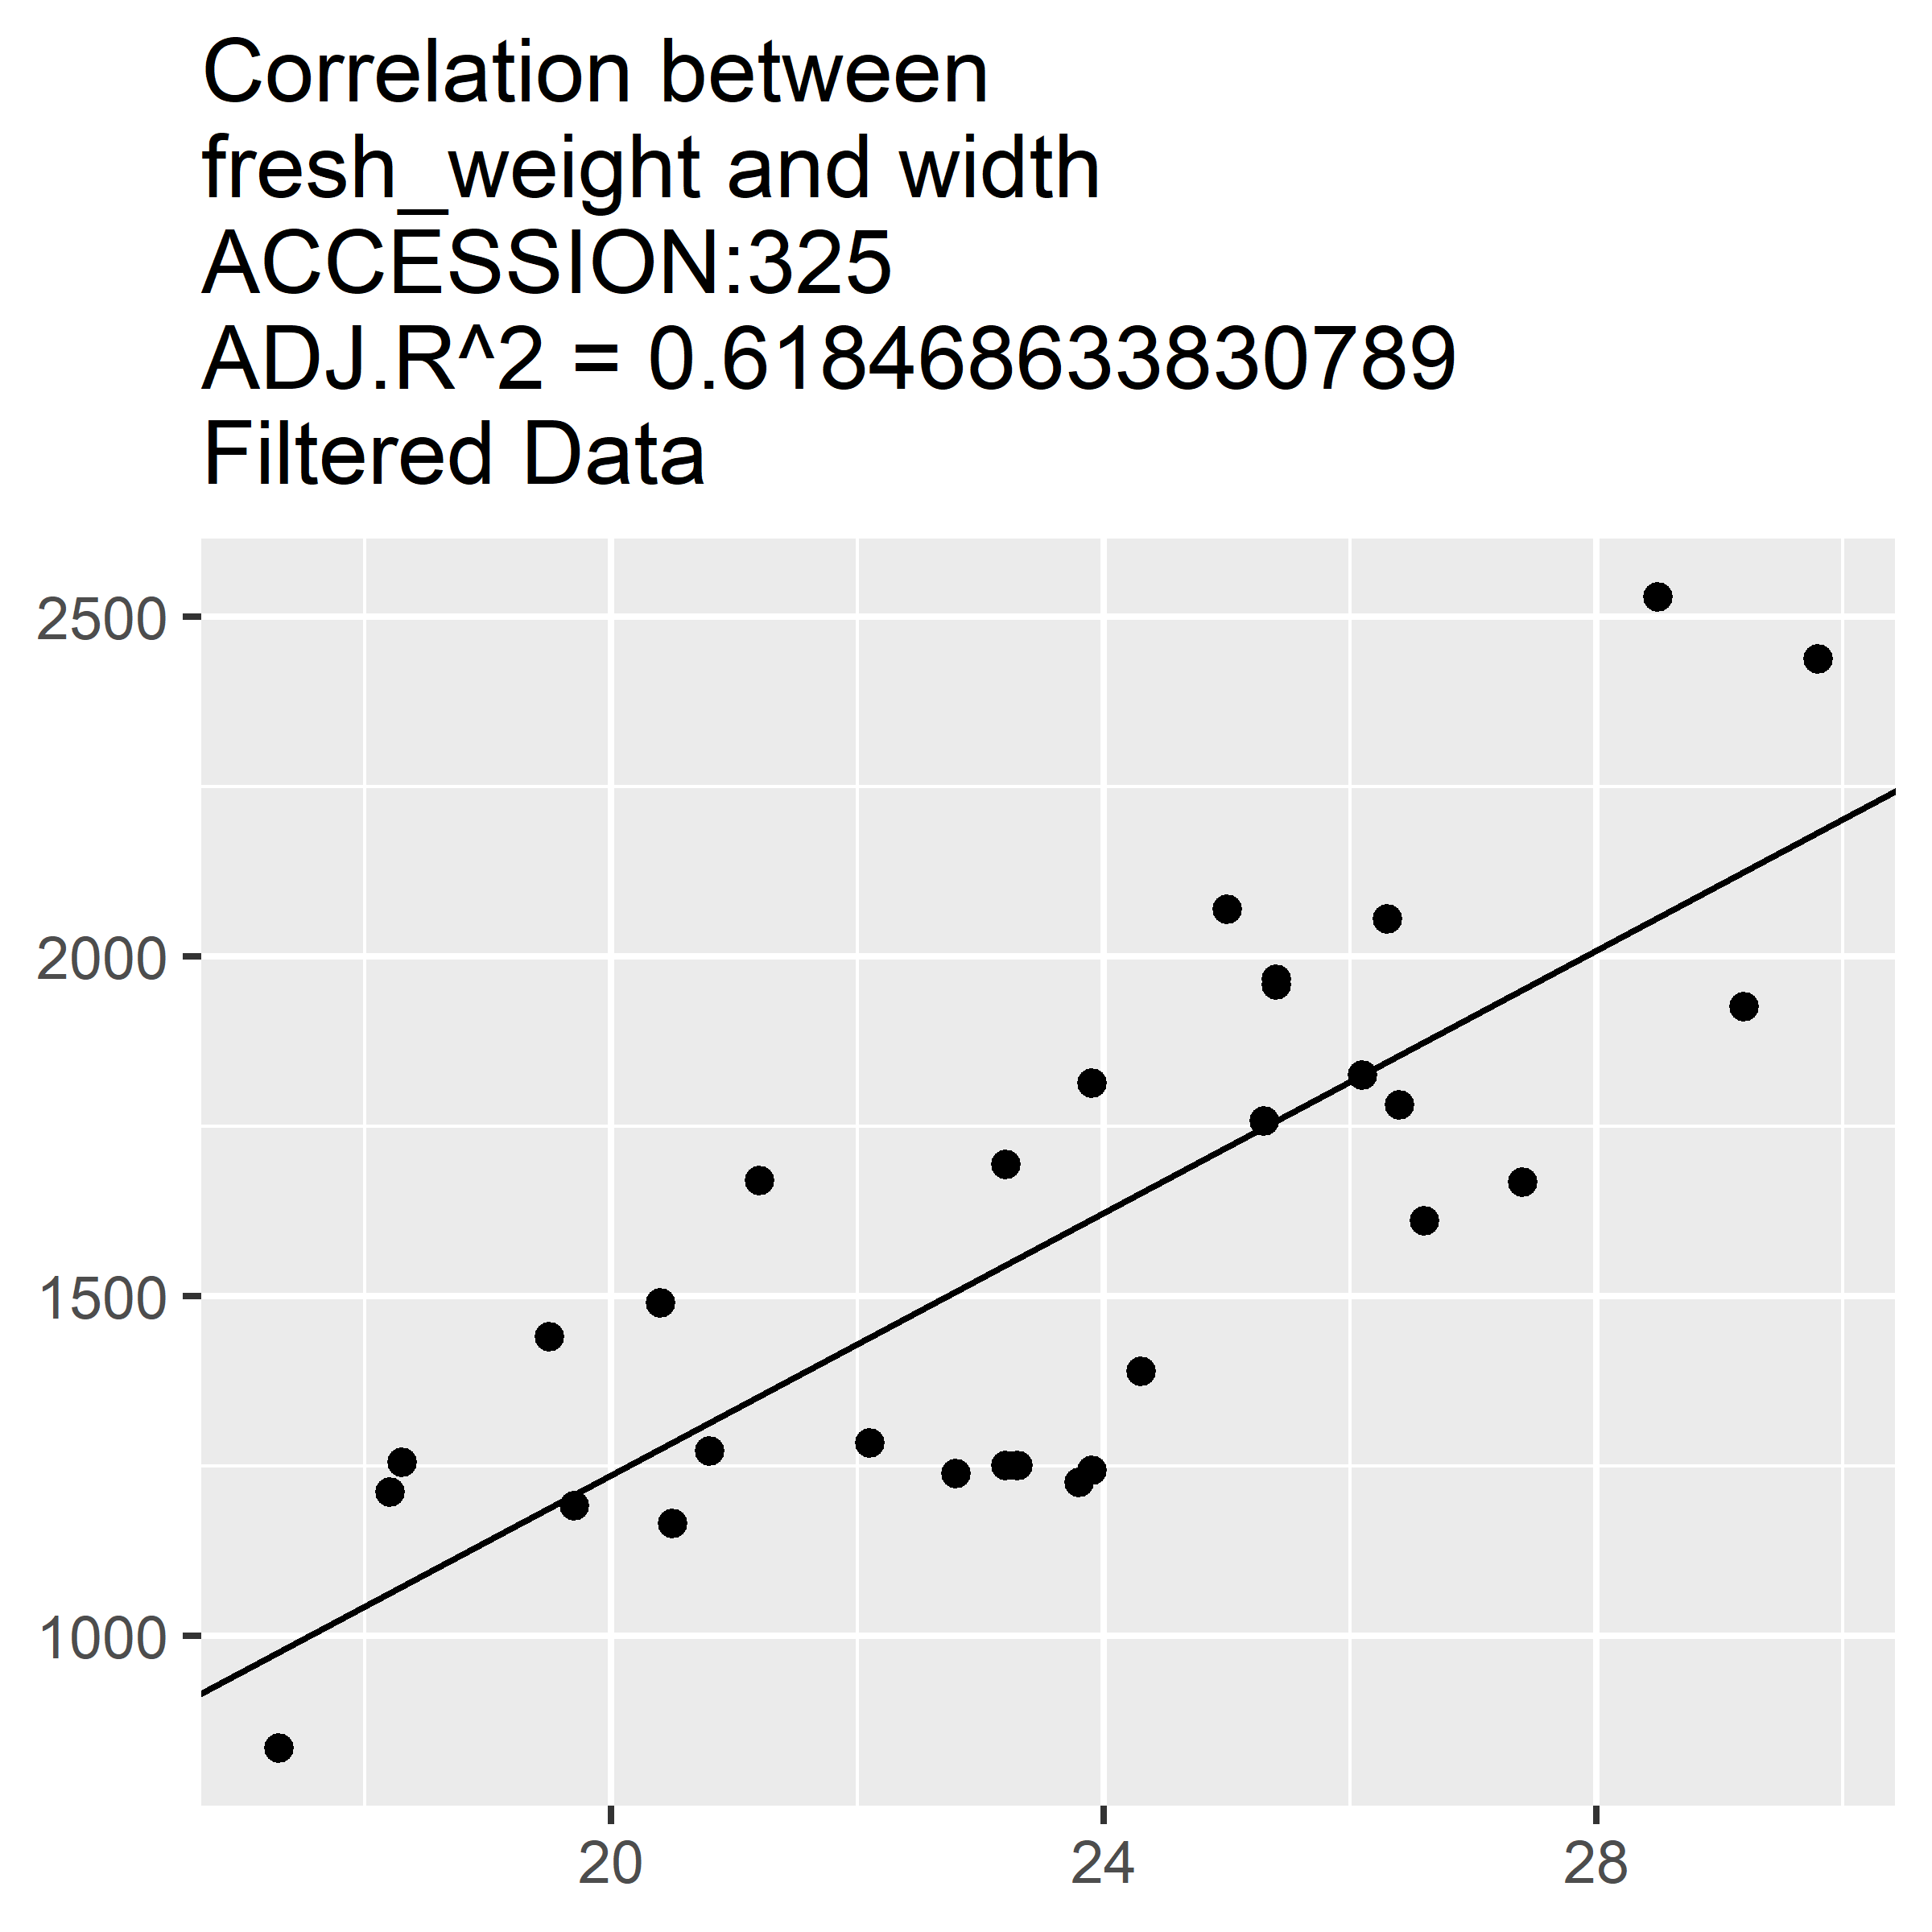 Correlation between
fresh_weight and width
ACCESSION:325
ADJ.R^2 = 0.618468633830789
Filtered Data
2500
2000
1500
1000
20 24 28